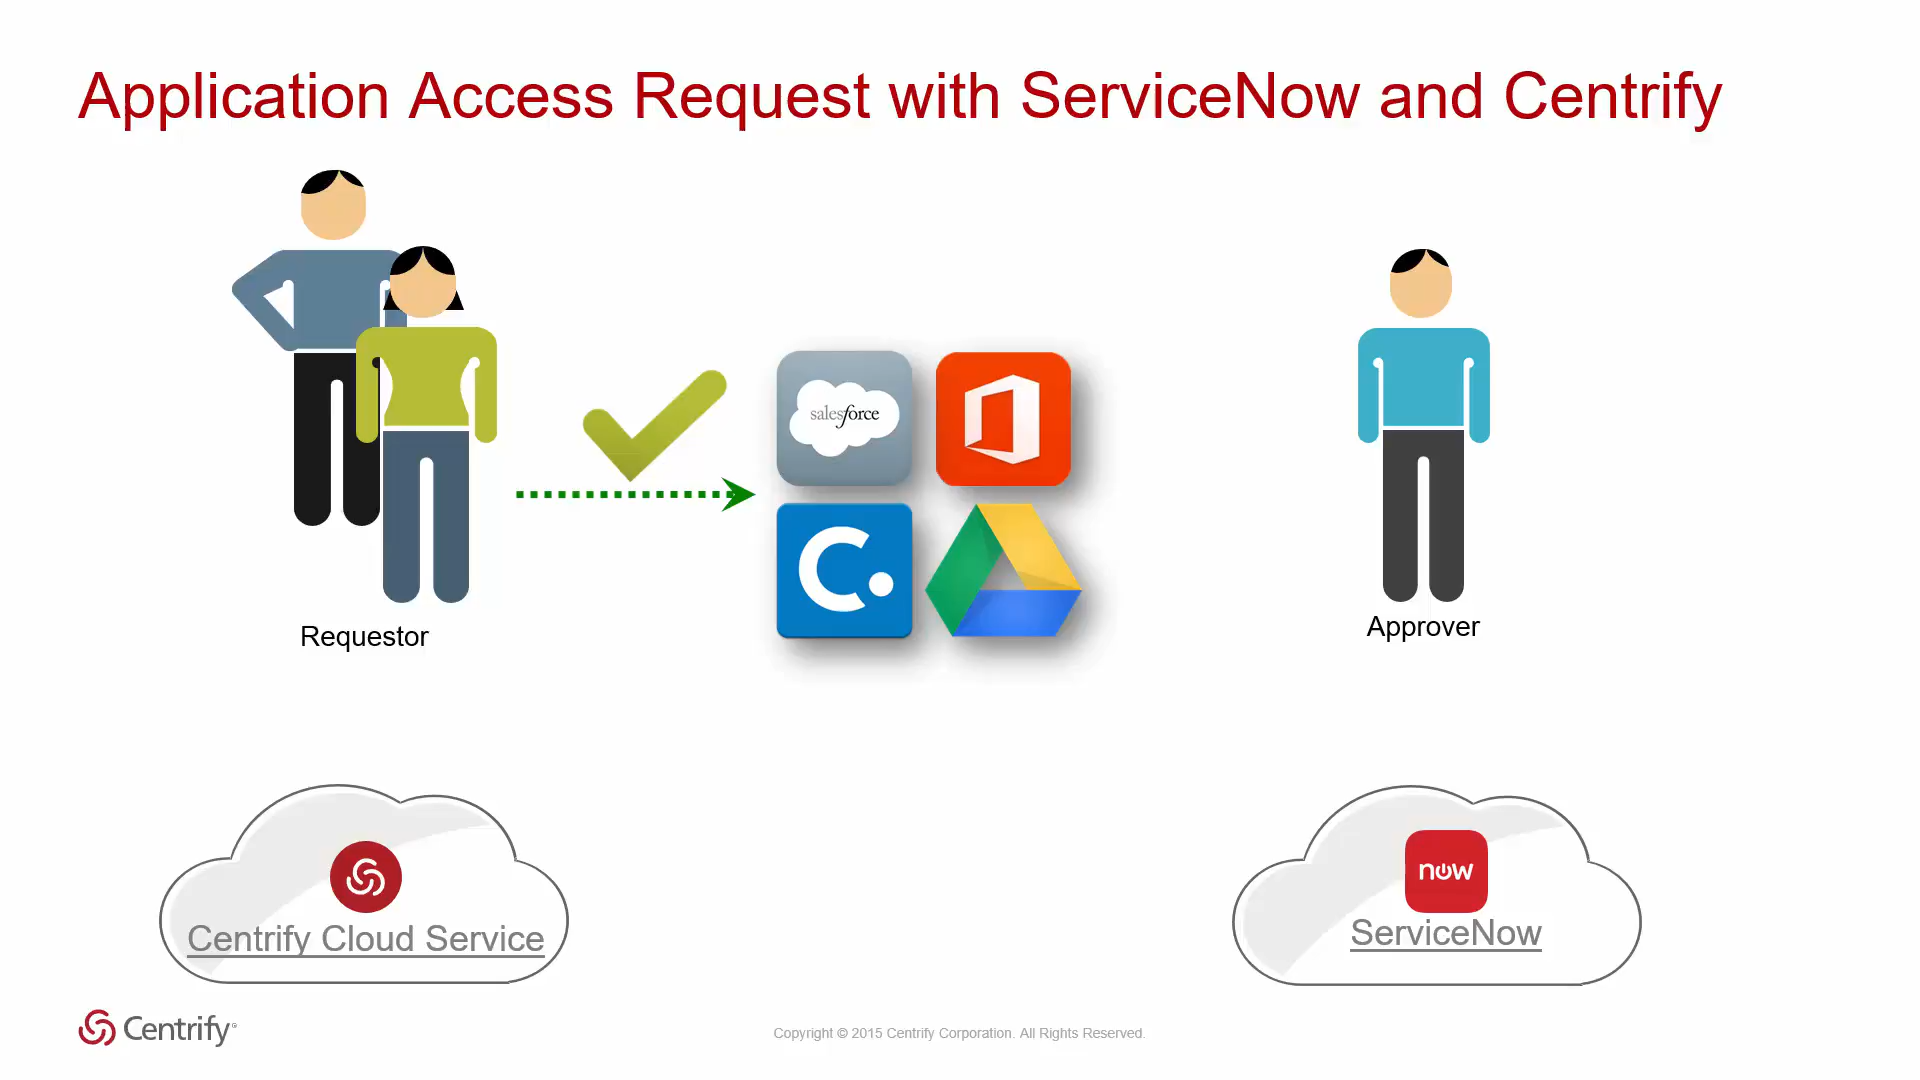 Application Access Request with ServiceNow and Centrify
salesforce
Requestor
Approver
now
Centrify Cloud Service
ServiceNow
Centrify®
Copyright © 2015 Centrify Corporation. All Rights Reserved.